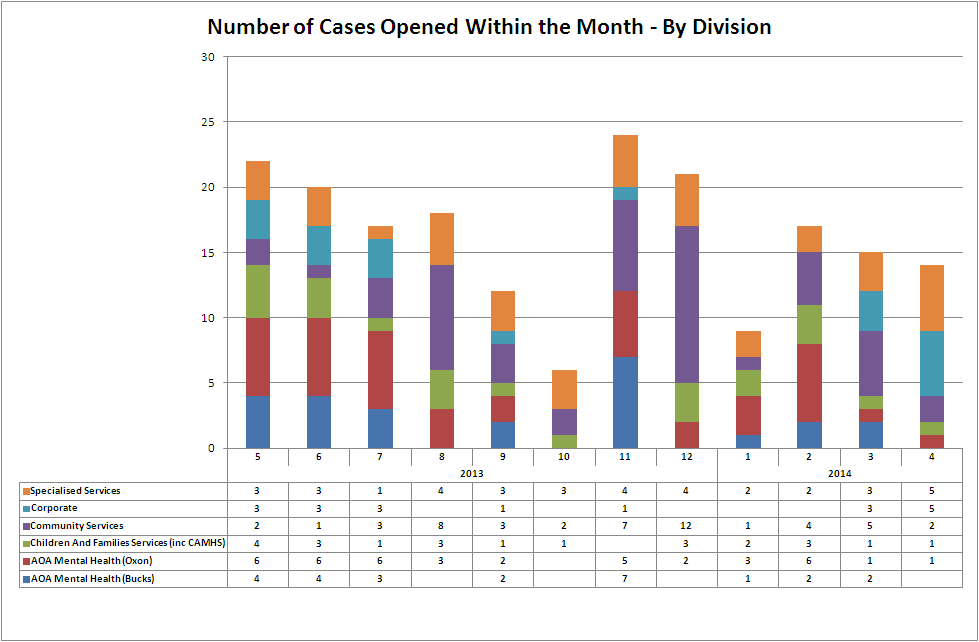 Number of Cases Opened Within the Month - By Division
30
25
20
15
10
5
0
5 6 7 8 9 10 11 12 1 2 3 4
2013 2014
Specialised Services 3 3 1 4 3 3 4 4 2 2 3 5
Corporate 3 3 3 1 1 3 5
Community Services 2 1 3 8 3 2 7 12 1 4 5 2
Children And Families Services (inc CAMHS) 4 3 1 3 1 1 3 2 3 1 1
AOA Mental Health (Oxon) 6 6 6 3 2 5 2 3 6 1 1
AOA Mental Health (Bucks) 4 4 3 2 7 1 2 2